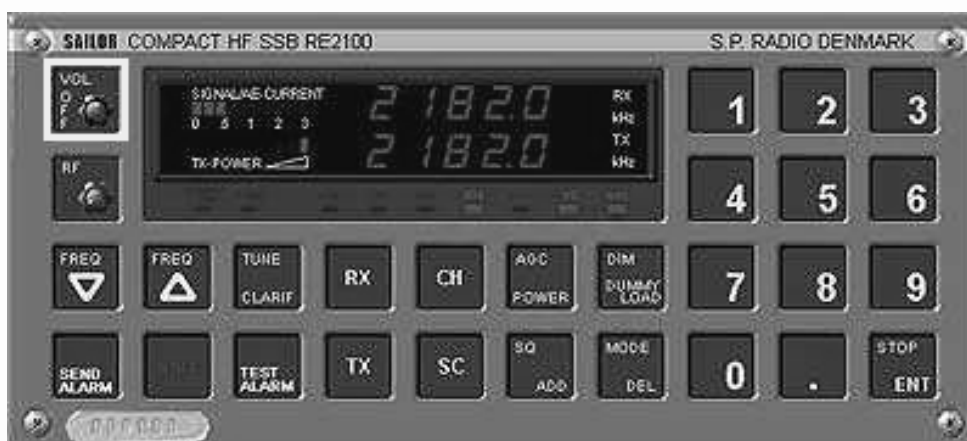 SAILOR COMPACT HF SSB RE2100 S.P. RADIO DENMARK
VOL
OFF
SIGNAL/AE-CURRENT
0 .5 1 2 3
TX-POWER
2182.0 RX kHz
2182.0 TX kHz
1 2 3
RF
4 5 6
FREQ
FREQ
TUNE
CLARIF
RX
CH
AGC
POWER
DIM
DUMMY
LOAD
7 8 9
SEND
ALARM
TEST
ALARM
TX
SC
SQ
ADD
MODE
DEL
0 .
STOP
ENT